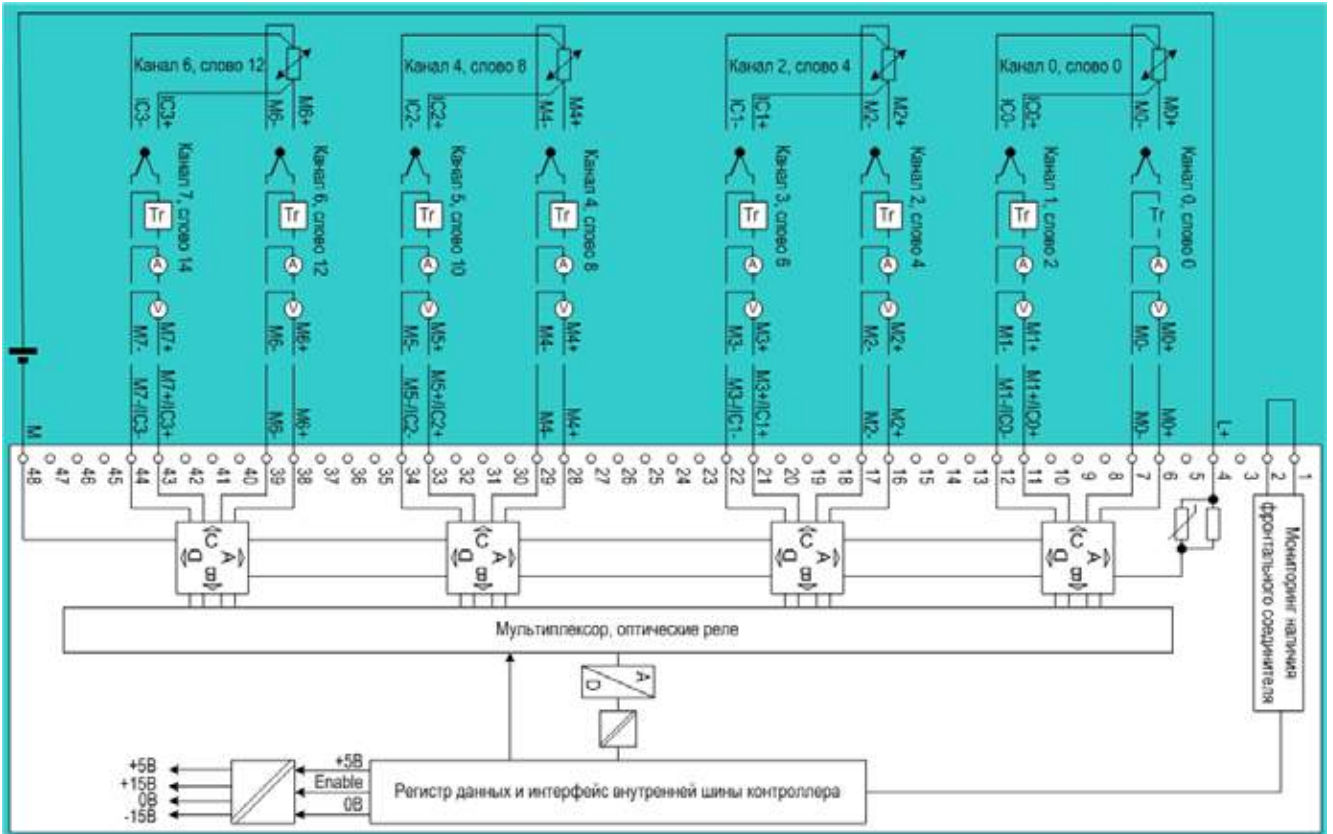 Канал 6, слово 12
Канал 4, слово 8
Канал 2, слово 4
Канал 0, слово 0
IC3-
IC3+
M6-
M6+
IC2-
IC2+
M4-
M4+
IC1-
IC1+
M2-
M2+
IC0-
IC0+
M0-
M0+
Канал 7, слово 14
Канал 6, слово 12
Канал 5, слово 10
Канал 4, слово 8
Канал 3, слово 6
Канал 2, слово 4
Канал 1, слово 2
Канал 0, слово 0
Tr
Tr
Tr
Tr
Tr
Tr
Tr
Tr
A
A
A
A
A
A
A
A
V
V
V
V
V
V
V
V
M7-
M7+
M6-
M6+
M5-
M5+
M4-
M4+
M3-
M3+
M2-
M2+
M1-
M1+
M0-
M0+
M
M7-/IC3-
M7+/IC3+
M6-
M6+
M5-/IC2-
M5+/IC2+
M4-
M4+
M3-/IC1-
M3+/IC1+
M2-
M2+
M1-/IC0-
M1+/IC0+
M0-
M0+
L+
48
47
46
45
44
43
42
41
40
39
38
37
36
35
34
33
32
31
30
29
28
27
26
25
24
23
22
21
20
19
18
17
16
15
14
13
12
11
10
9
8
7
6
5
4
3
2
1
A
B
C
D
A
B
C
D
A
B
C
D
A
B
C
D
Мониторинг наличия
фронтального соединителя
Мультиплексор, оптические реле
A
D
+5В
+15В
0В
-15В
+5В
Enable
0В
Регистр данных и интерфейс внутренней шины контроллера